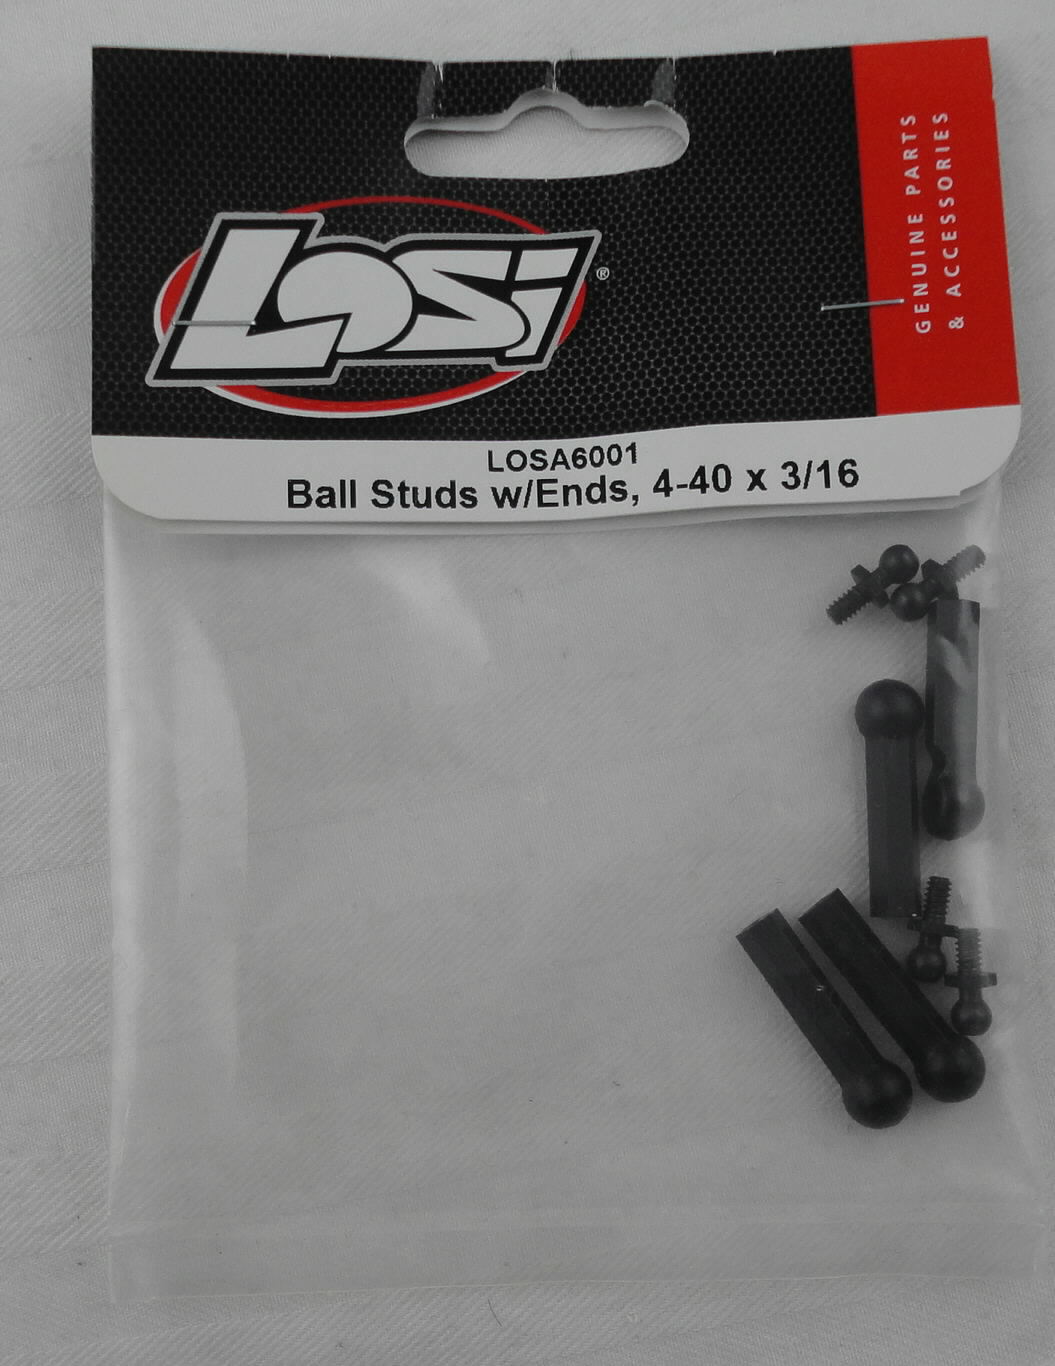 GENUINE PARTS
& ACCESSORIES
Losi®
LOSA6001
Ball Studs w/Ends, 4-40 x 3/16